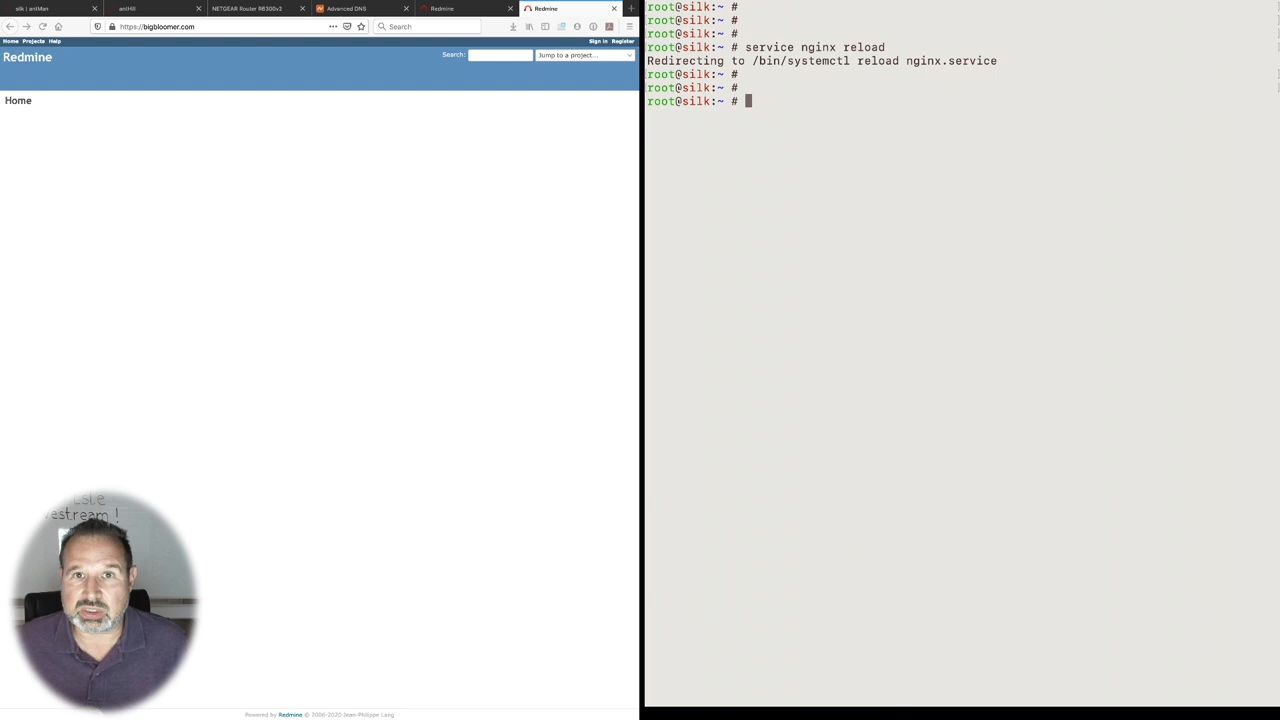 silk | antMan
antHill
NETGEAR Router R6300v2
Advanced DNS
Redmine
Redmine
https://bigbloomer.com
Search
Home Projects Help
Sign in Register
Redmine
Search:
Jump to a project...
Home
vestream !
Powered by Redmine © 2006-2020 Jean-Philippe Lang
root@silk:~ #
root@silk:~ #
root@silk:~ #
root@silk:~ # service nginx reload
Redirecting to /bin/systemctl reload nginx.service
root@silk:~ #
root@silk:~ #
root@silk:~ #